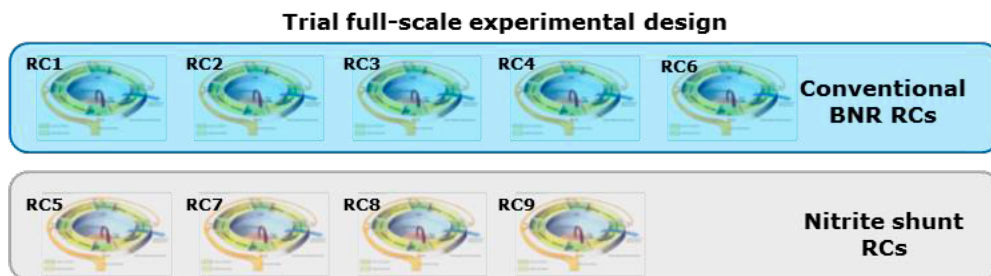 Trial full-scale experimental design
RC1 RC2 RC3 RC4 RC6
Conventional
BNR RCs
RC5 RC7 RC8 RC9
Nitrite shunt
RCs